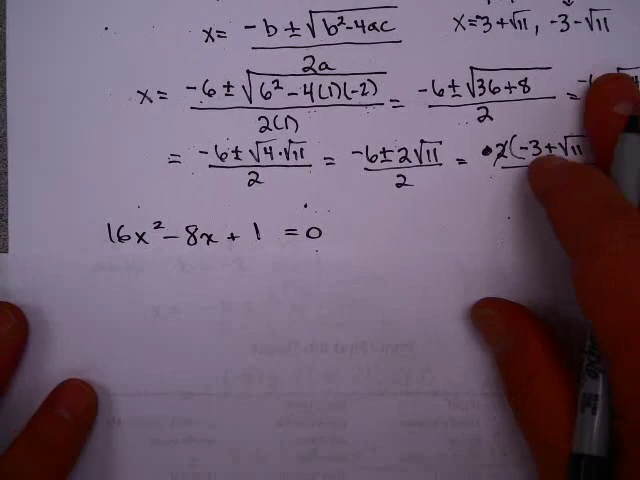 x = -b ± √b²-4ac / 2a x=-3+√11, -3-√11
x = -6 ± √6²-4(1)(-2) / 2(1) = -6 ± √36+8 / 2 =
= -6 ± √4·√11 / 2 = -6 ± 2√11 / 2 = 2(-3±√11
16x² - 8x + 1 = 0